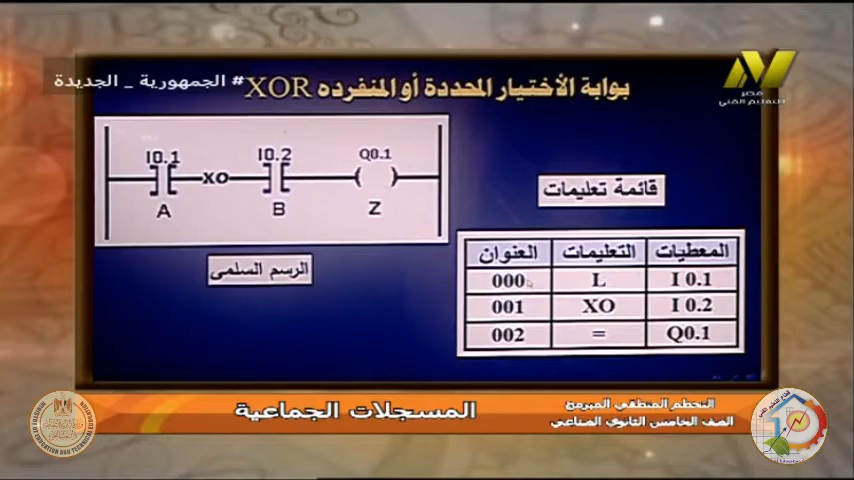 #الجمهورية _ الجديدة
بوابة الأختيار المحددة أو المنفرده XOR
مصر
للتعليم الفني
I0.1 I0.2 Q0.1
XO
A B Z
الرسم السلمى
قائمة تعليمات
العنوان التعليمات المعطيات
000 L I 0.1
001 XO I 0.2
002 = Q0.1
المسجلات الجماعية
التحكم المنطقي المبرمج
الصف الخامس الثانوي الصناعي